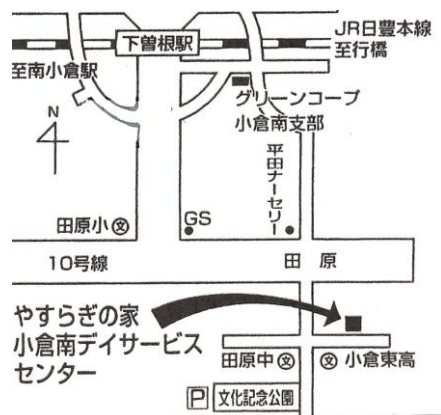 下曽根駅
JR日豊本線
至行橋
至南小倉駅
グリーンコープ
小倉南支部
N
平田ナーセリー
田原小 文
GS
10号線
田原
やすらぎの家
小倉南デイサービス
センター
田原中 文
文 小倉東高
P 文化記念公園